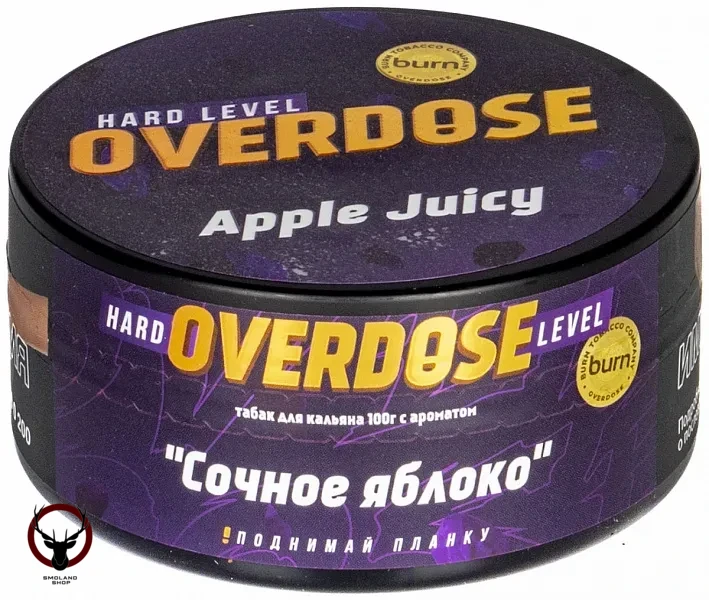 BURN TOBACCO COMPANY
burn
OVERDOSE
HARD LEVEL
OVERDOSE
Apple Juicy
HARD OVERDOSE LEVEL
BURN TOBACCO COMPANY
burn
OVERDOSE
табак для кальяна 100г с ароматом
"Сочное яблоко"
!ПОДНИМАЙ ПЛАНКУ
200
SMOLAND
SHOP